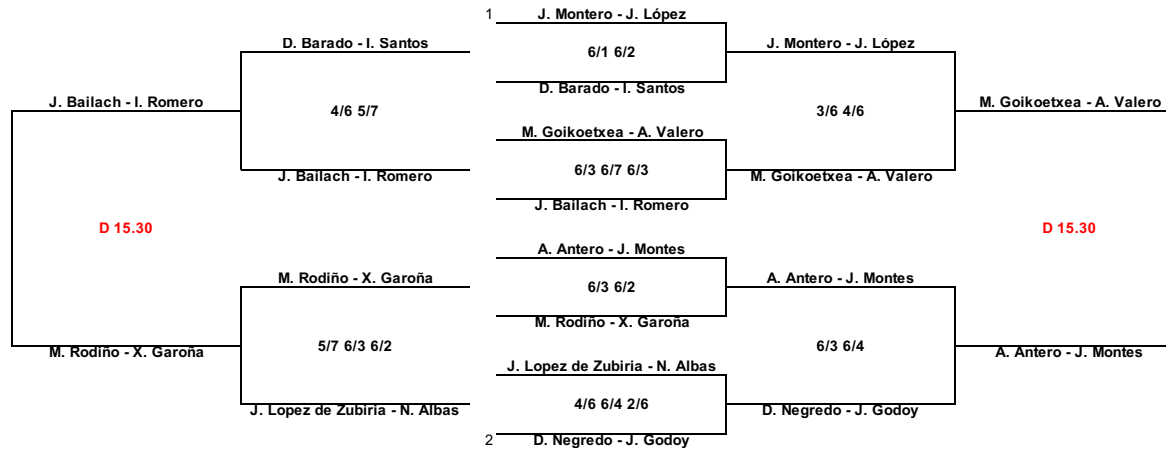 1 J. Montero - J. López
D. Barado - I. Santos
6/1 6/2
J. Montero - J. López
D. Barado - I. Santos
J. Bailach - I. Romero
4/6 5/7
3/6 4/6
M. Goikoetxea - A. Valero
M. Goikoetxea - A. Valero
6/3 6/7 6/3
J. Bailach - I. Romero
M. Goikoetxea - A. Valero
J. Bailach - I. Romero
D 15.30
D 15.30
A. Antero - J. Montes
M. Rodiño - X. Garoña
6/3 6/2
A. Antero - J. Montes
M. Rodiño - X. Garoña
M. Rodiño - X. Garoña
5/7 6/3 6/2
6/3 6/4
A. Antero - J. Montes
J. Lopez de Zubiria - N. Albas
4/6 6/4 2/6
J. Lopez de Zubiria - N. Albas
D. Negredo - J. Godoy
2 D. Negredo - J. Godoy